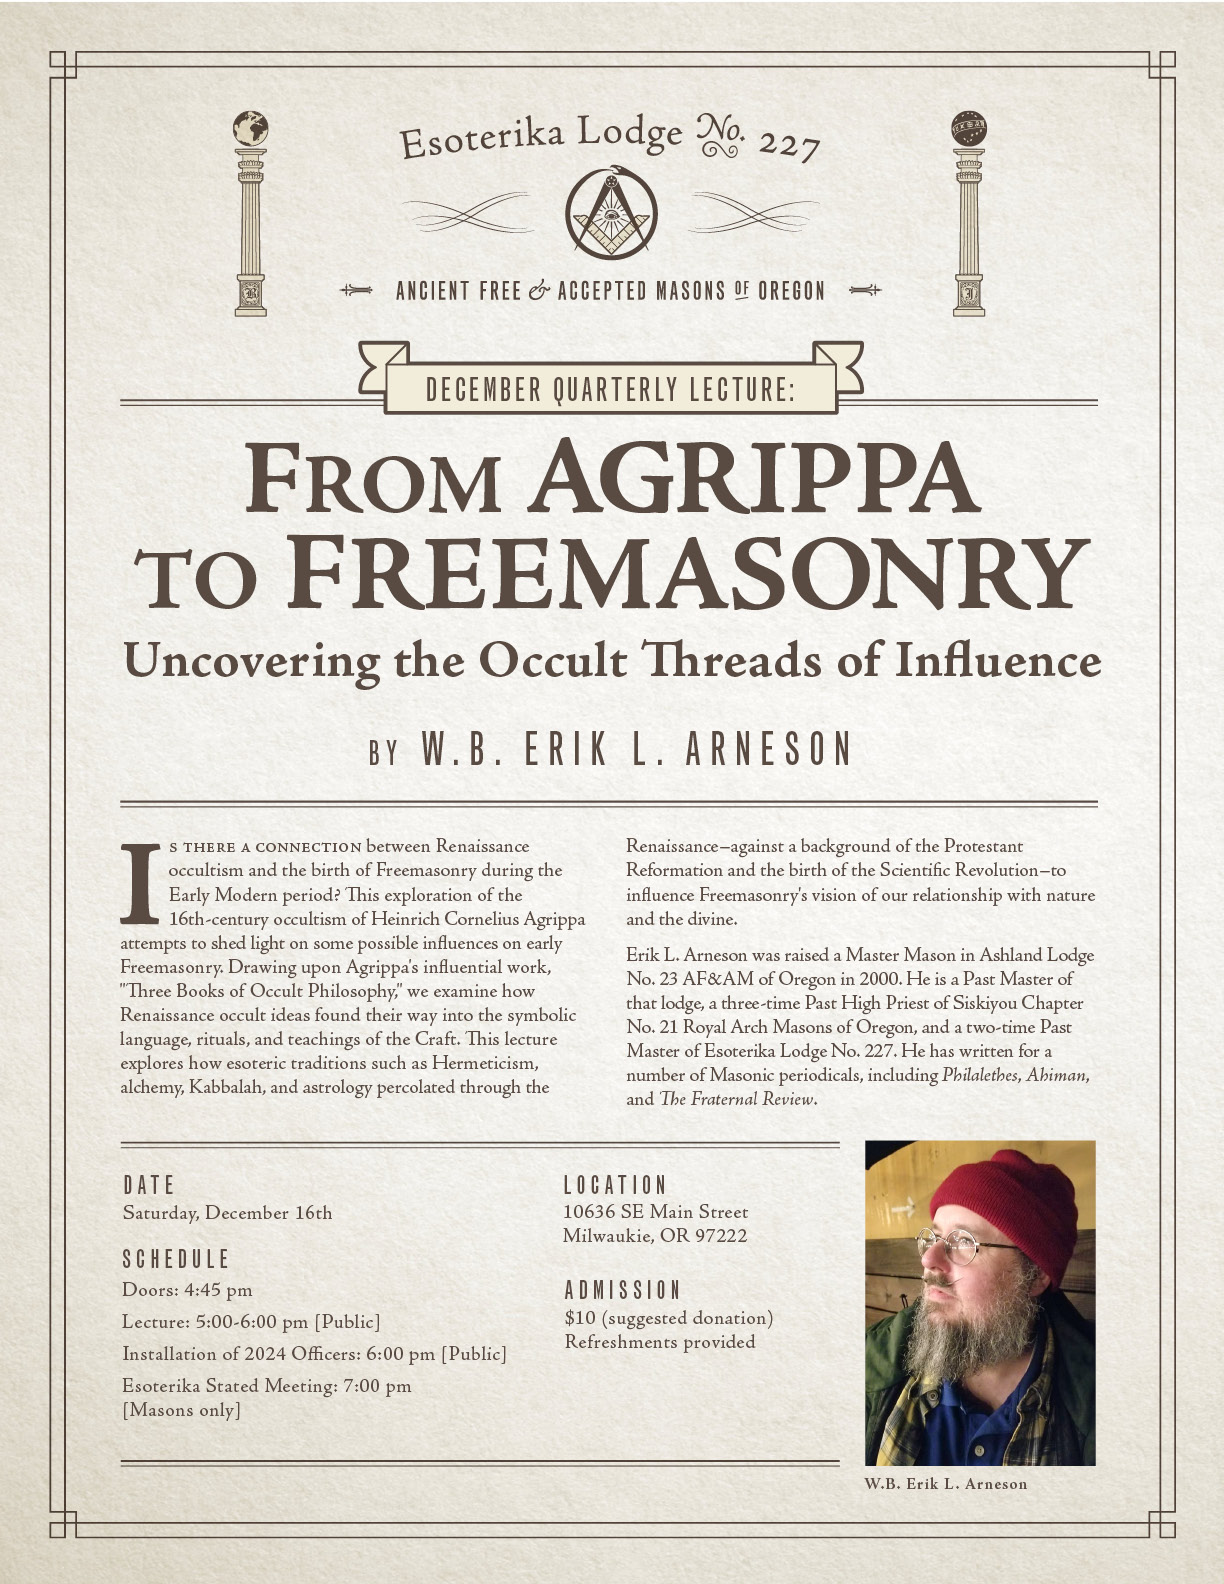 Esoterika Lodge No. 227
ANCIENT FREE & ACCEPTED MASONS OF OREGON
B
J
DECEMBER QUARTERLY LECTURE:
FROM AGRIPPA
TO FREEMASONRY
Uncovering the Occult Threads of Influence
BY W.B. ERIK L. ARNESON
IS THERE A CONNECTION between Renaissance
occultism and the birth of Freemasonry during the
Early Modern period? This exploration of the
16th-century occultism of Heinrich Cornelius Agrippa
attempts to shed light on some possible influences on early
Freemasonry. Drawing upon Agrippa's influential work,
"Three Books of Occult Philosophy," we examine how
Renaissance occult ideas found their way into the symbolic
language, rituals, and teachings of the Craft. This lecture
explores how esoteric traditions such as Hermeticism,
alchemy, Kabbalah, and astrology percolated through the
Renaissance–against a background of the Protestant
Reformation and the birth of the Scientific Revolution–to
influence Freemasonry's vision of our relationship with nature
and the divine.
Erik L. Arneson was raised a Master Mason in Ashland Lodge
No. 23 AF&AM of Oregon in 2000. He is a Past Master of
that lodge, a three-time Past High Priest of Siskiyou Chapter
No. 21 Royal Arch Masons of Oregon, and a two-time Past
Master of Esoterika Lodge No. 227. He has written for a
number of Masonic periodicals, including Philalethes, Ahiman,
and The Fraternal Review.
DATE
Saturday, December 16th
SCHEDULE
Doors: 4:45 pm
Lecture: 5:00-6:00 pm [Public]
Installation of 2024 Officers: 6:00 pm [Public]
Esoterika Stated Meeting: 7:00 pm
[Masons only]
LOCATION
10636 SE Main Street
Milwaukie, OR 97222
ADMISSION
$10 (suggested donation)
Refreshments provided
W.B. Erik L. Arneson